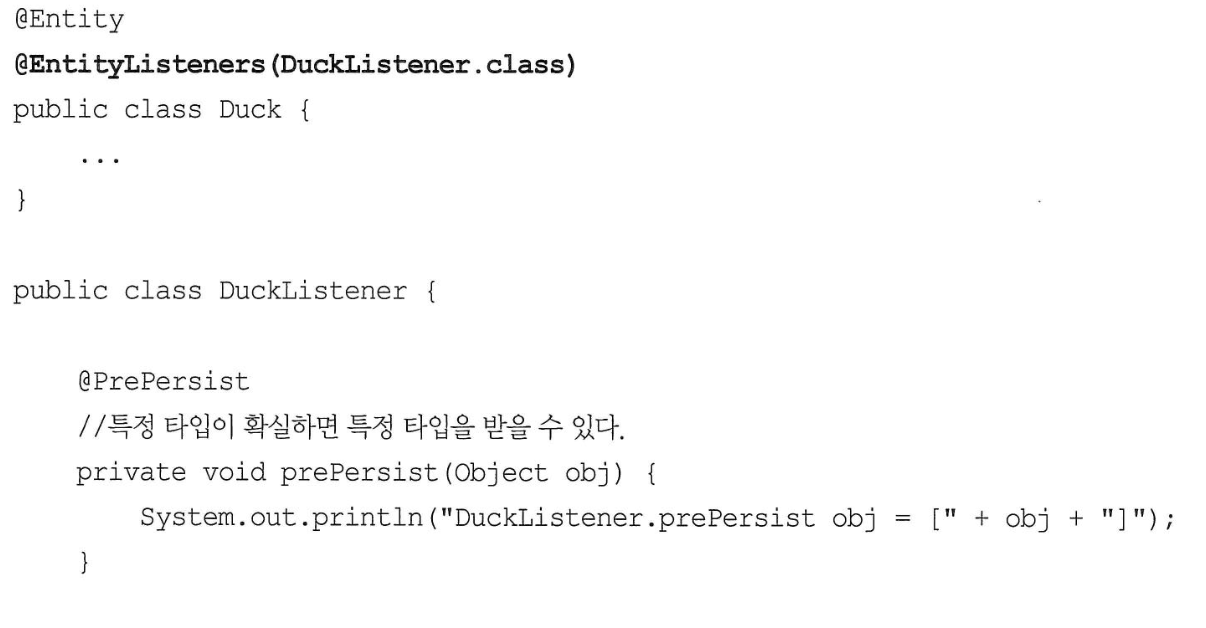 @Entity
@EntityListeners(DuckListener.class)
public class Duck {
    ...
}

public class DuckListener {

    @PrePersist
    //특정 타입이 확실하면 특정 타입을 받을 수 있다.
    private void prePersist(Object obj) {
        System.out.println("DuckListener.prePersist obj = [" + obj + "]");
    }